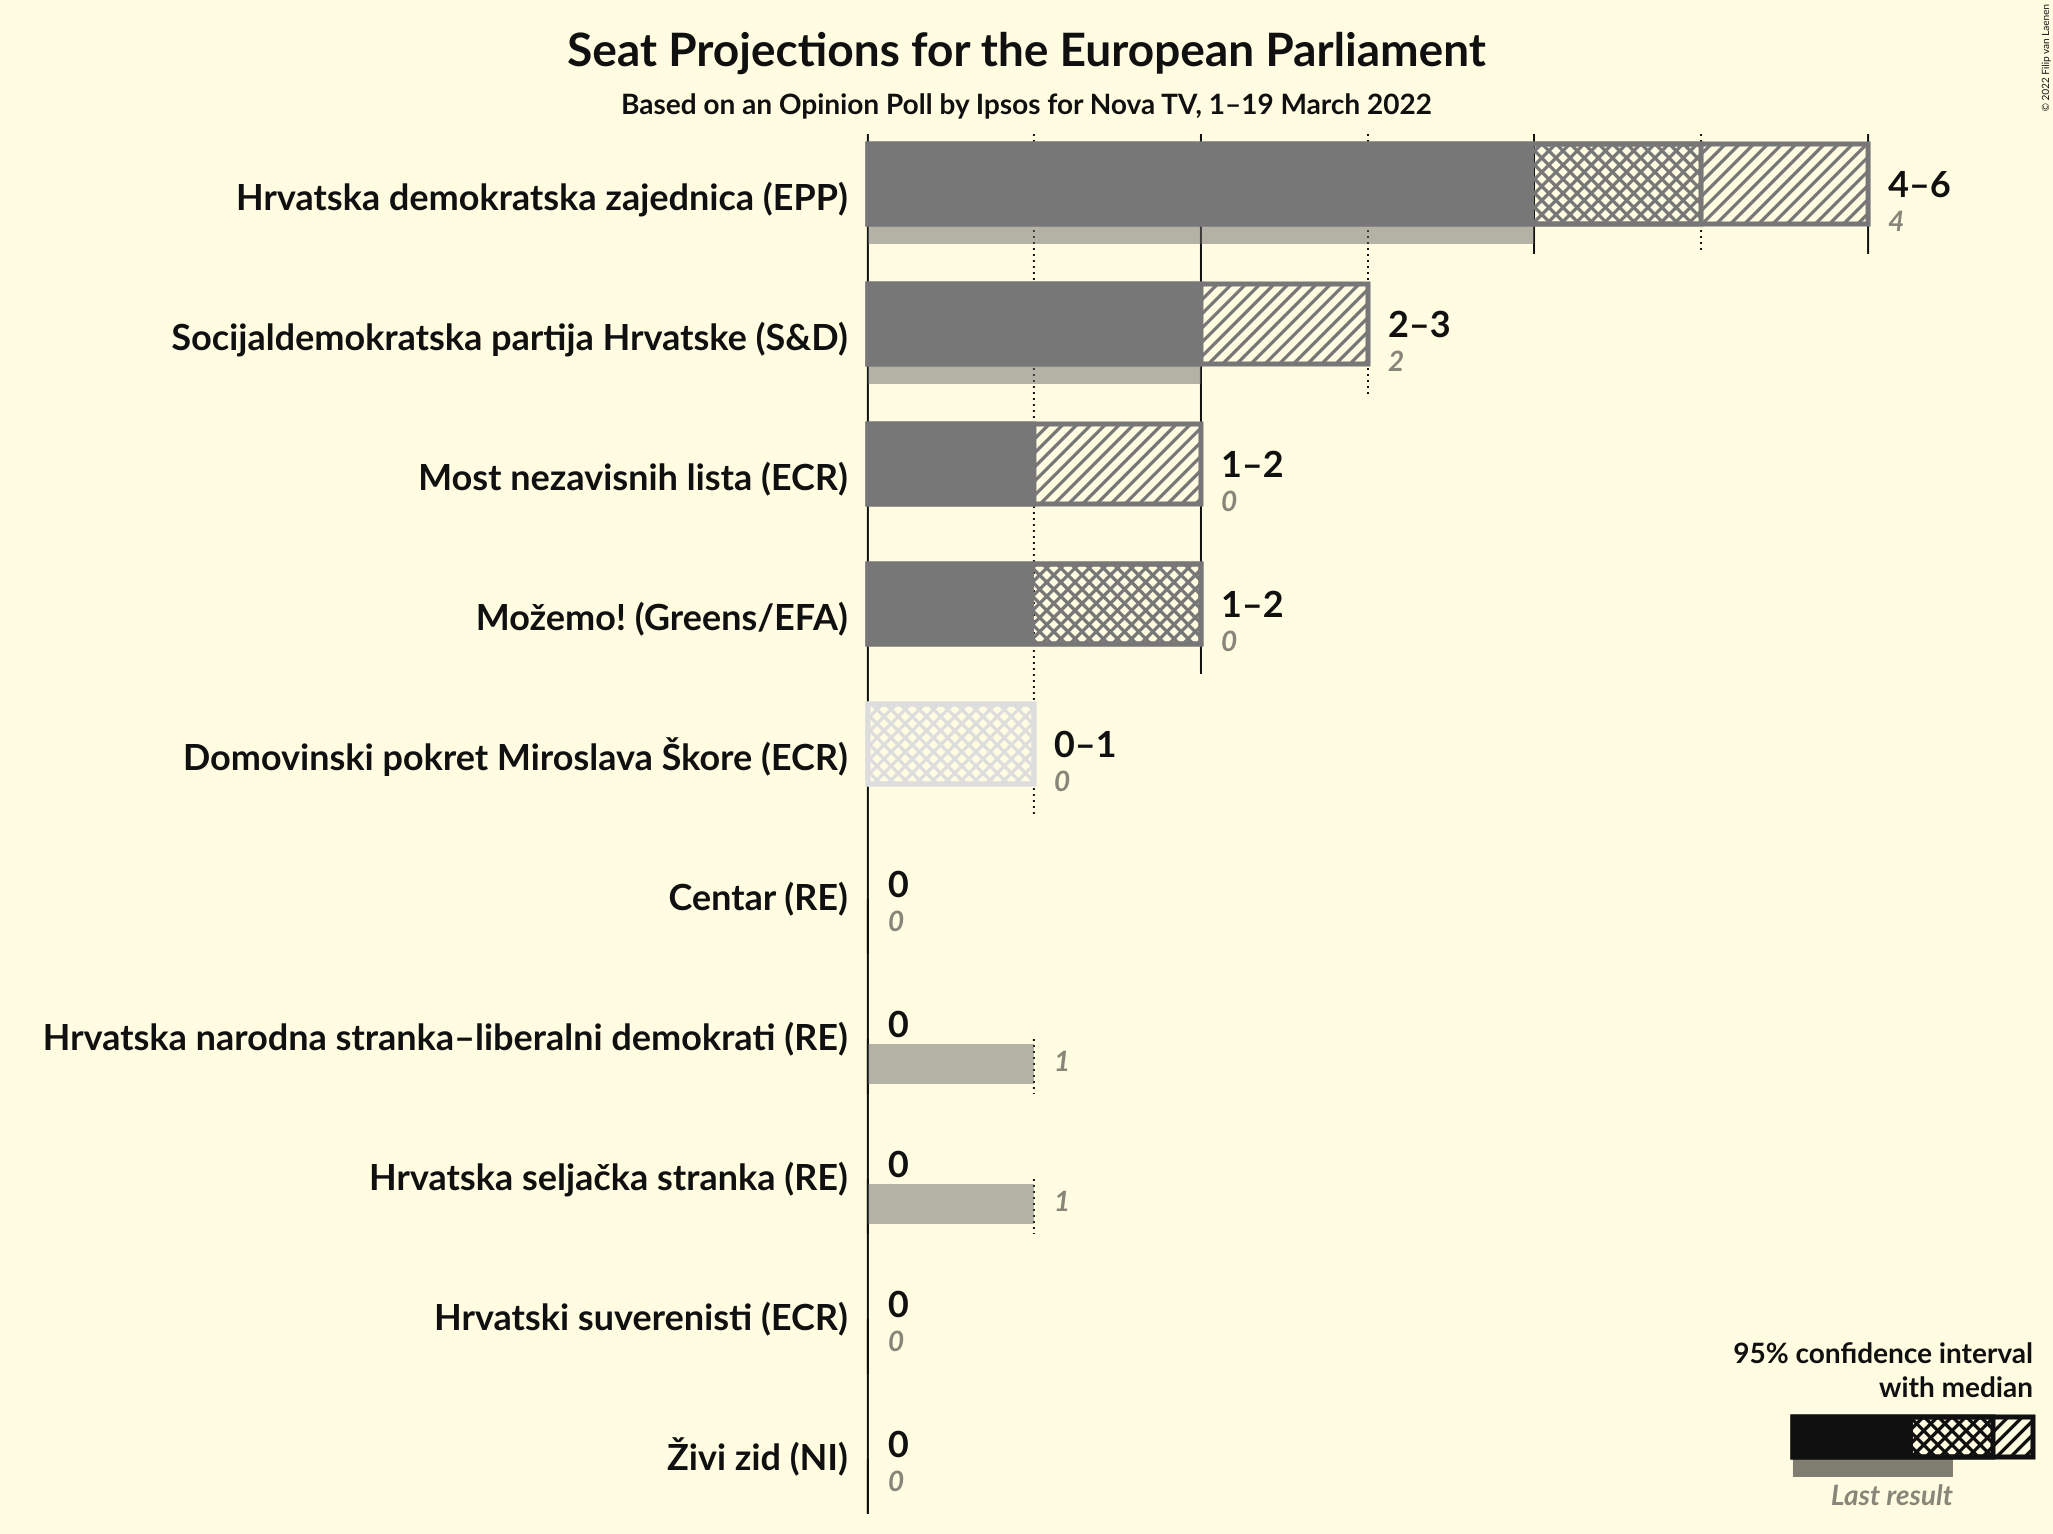 Seat Projections for the European Parliament
Based on an Opinion Poll by Ipsos for Nova TV, 1–19 March 2022
© 2022 Filip van Laenen
Hrvatska demokratska zajednica (EPP)
4–6
4
Socijaldemokratska partija Hrvatske (S&D)
2–3
2
Most nezavisnih lista (ECR)
1–2
0
Možemo! (Greens/EFA)
1–2
0
Domovinski pokret Miroslava Škore (ECR)
0–1
0
Centar (RE)
0
0
Hrvatska narodna stranka–liberalni demokrati (RE)
0
1
Hrvatska seljačka stranka (RE)
0
1
Hrvatski suverenisti (ECR)
0
0
Živi zid (NI)
0
0
95% confidence interval
with median
Last result